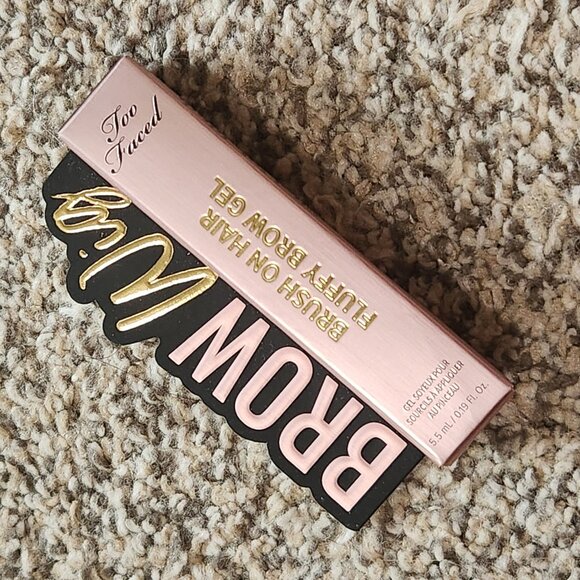 Too
Faced
BRUSH ON HAIR
FLUFFY BROW GEL
GEL SOYEUX POUR
SOURCILS À APPLIQUER
AU PINCEAU
5.5 mL / 0.19 Fl. Oz.
BROW Wig